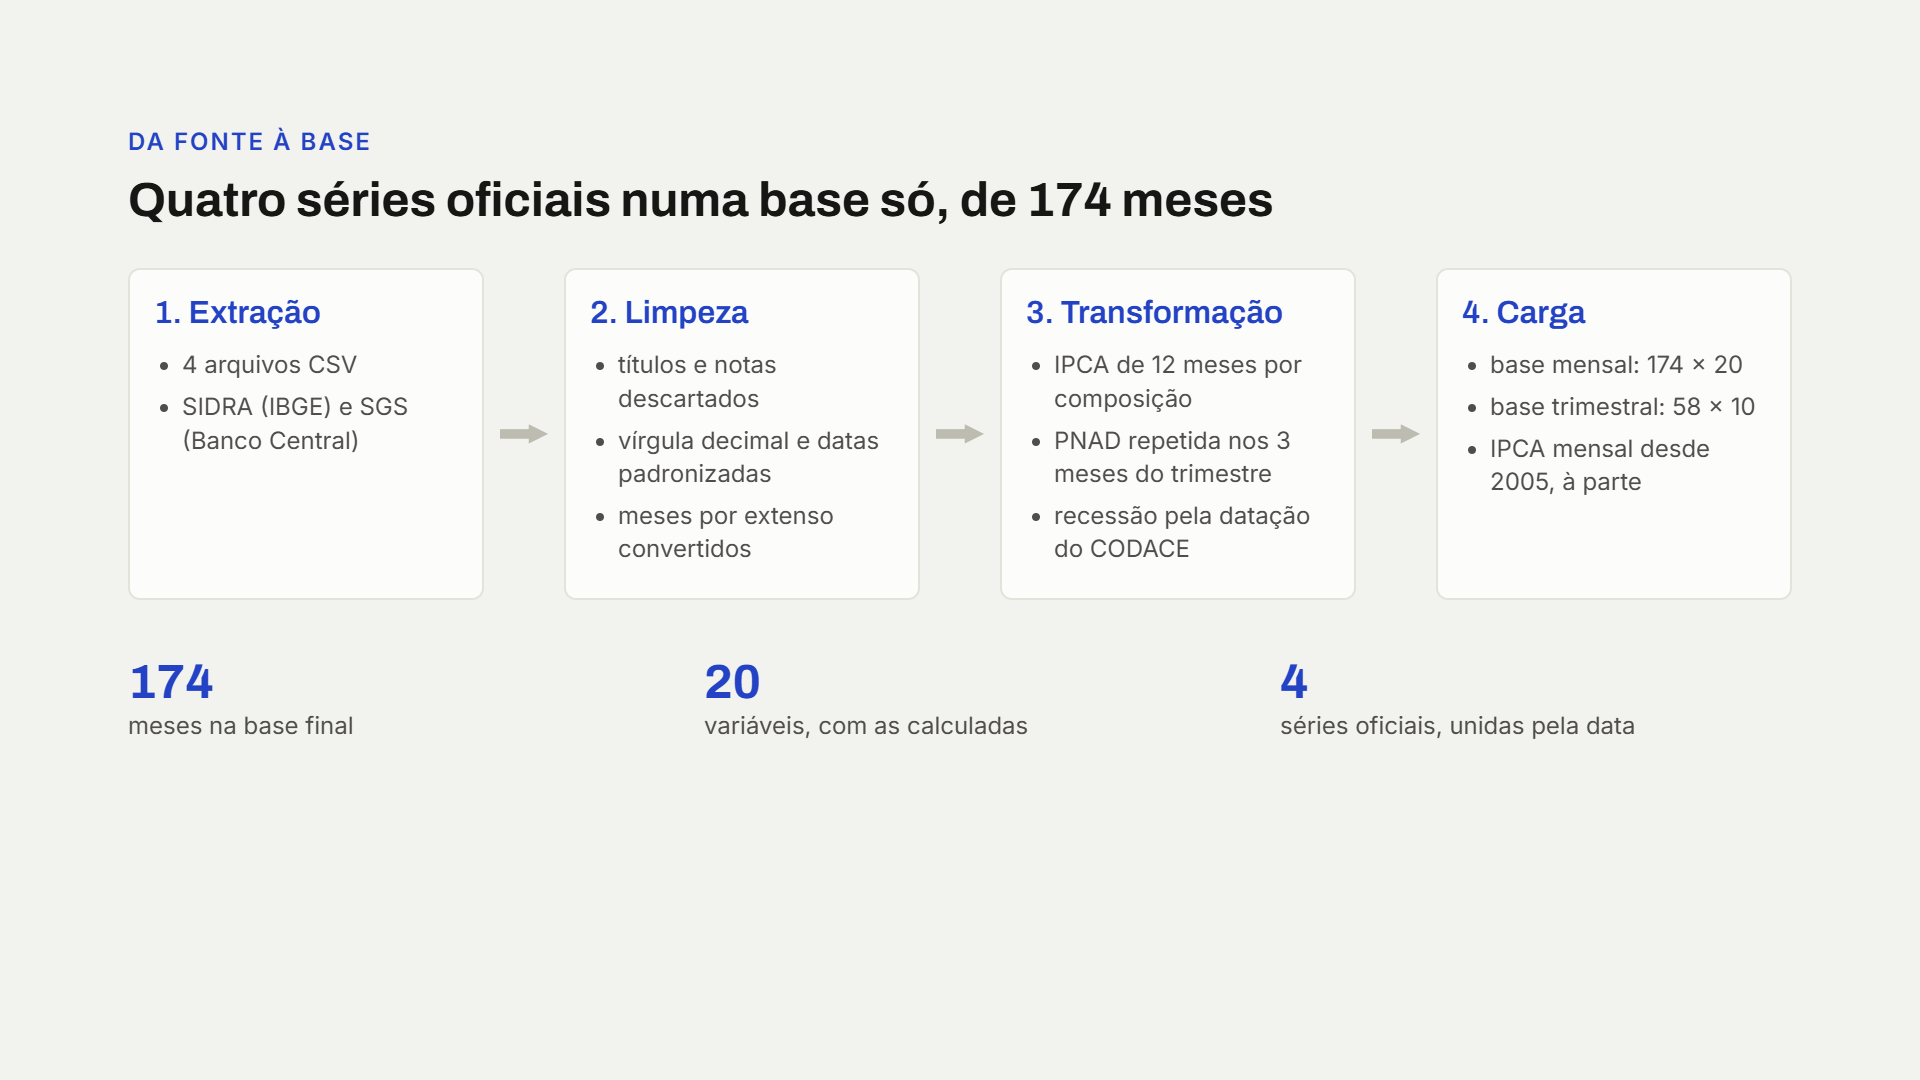 DA FONTE À BASE
Quatro séries oficiais numa base só, de 174 meses
1. Extração
• 4 arquivos CSV
• SIDRA (IBGE) e SGS
(Banco Central)
2. Limpeza
• títulos e notas
descartados
• vírgula decimal e datas
padronizadas
• meses por extenso
convertidos
3. Transformação
• IPCA de 12 meses por
composição
• PNAD repetida nos 3
meses do trimestre
• recessão pela datação
do CODACE
4. Carga
• base mensal: 174 × 20
• base trimestral: 58 × 10
• IPCA mensal desde
2005, à parte
174
meses na base final
20
variáveis, com as calculadas
4
séries oficiais, unidas pela data